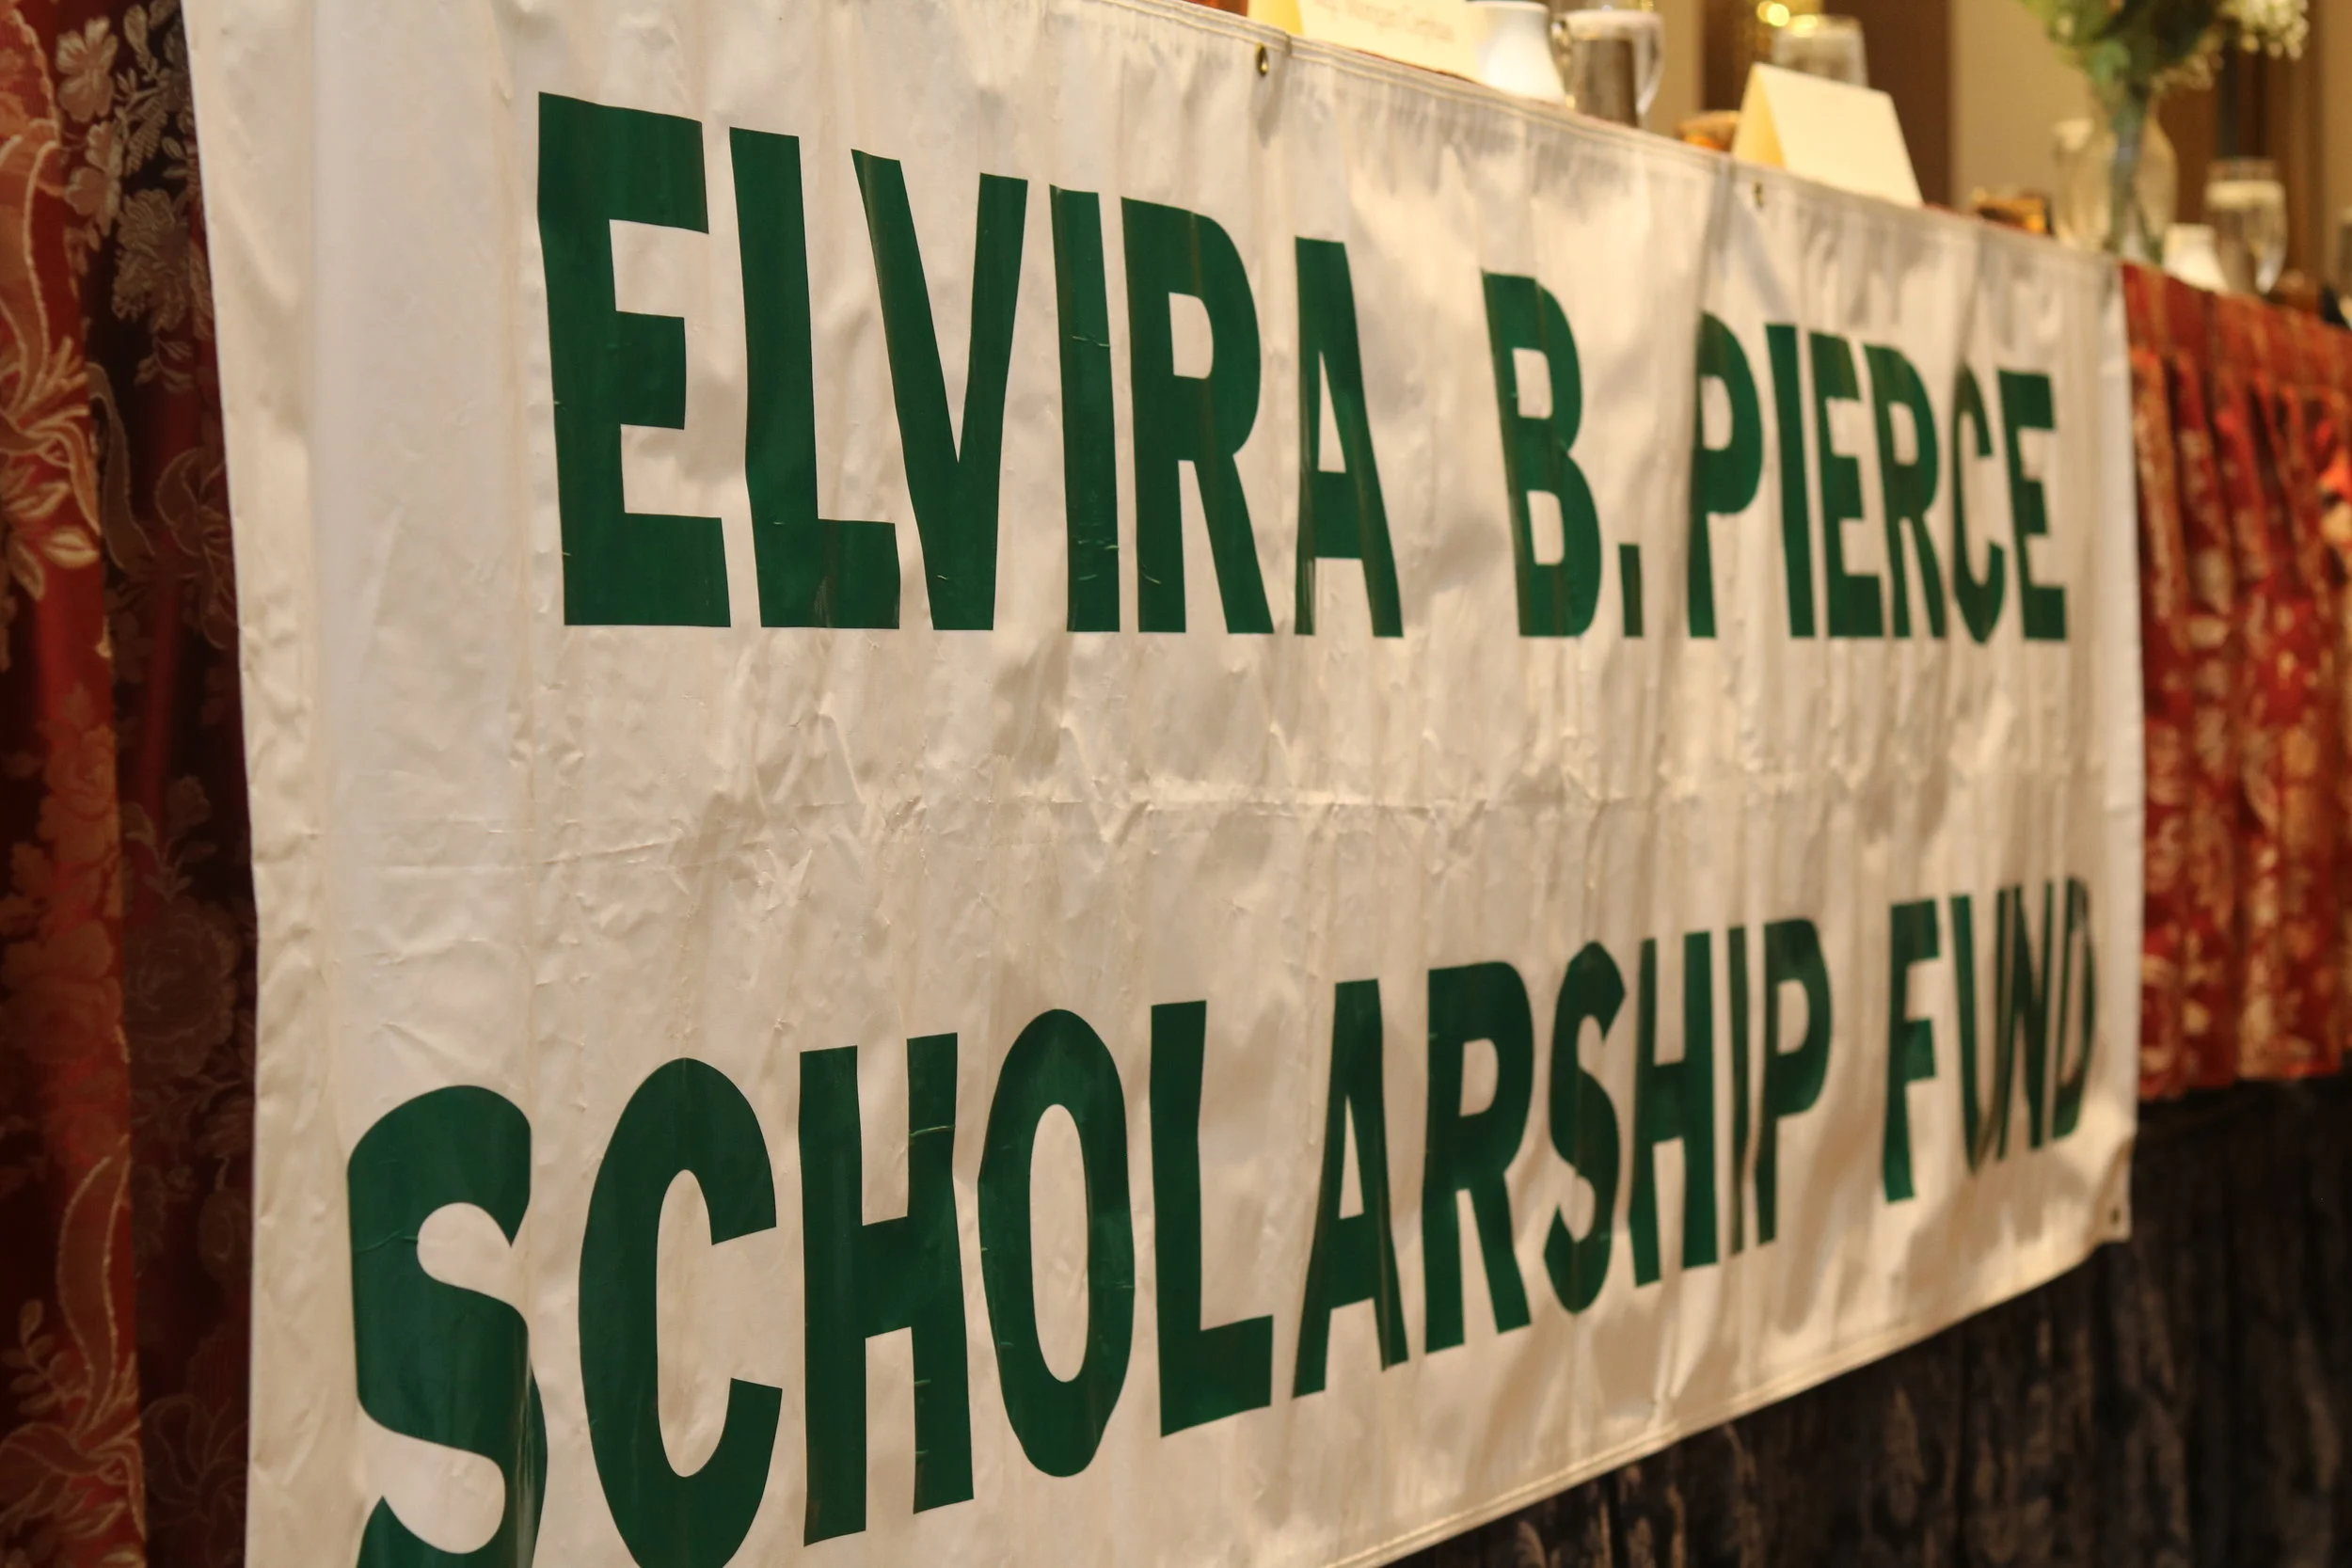 ELVIRA B. PIERCE
SCHOLARSHIP FUND